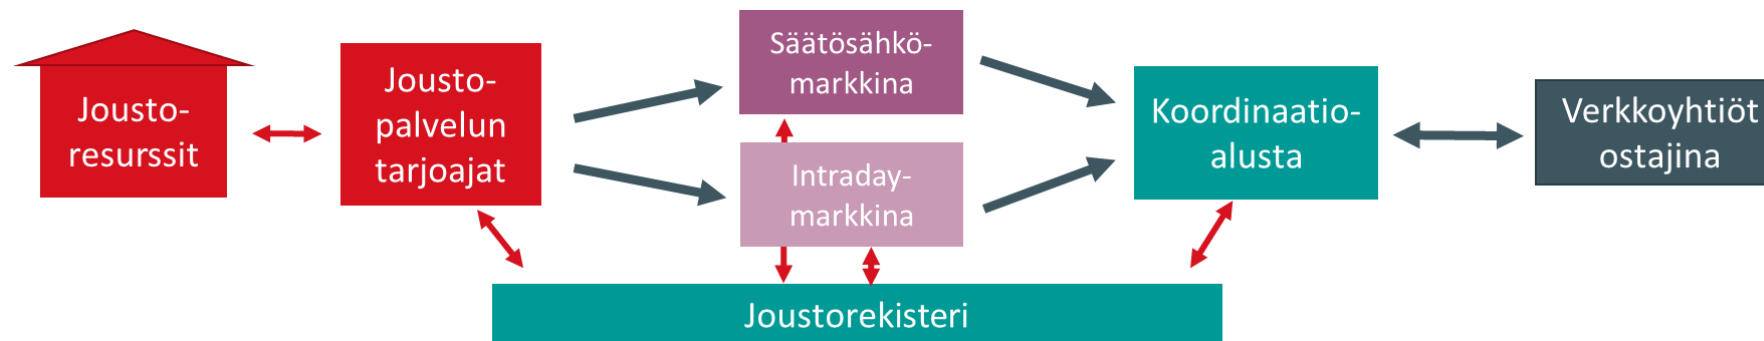 Jousto-
resurssit
Jousto-
palvelun
tarjoajat
Säätösähkö-
markkina
Intraday-
markkina
Koordinaatio-
alusta
Verkkoyhtiöt
ostajina
Joustorekisteri